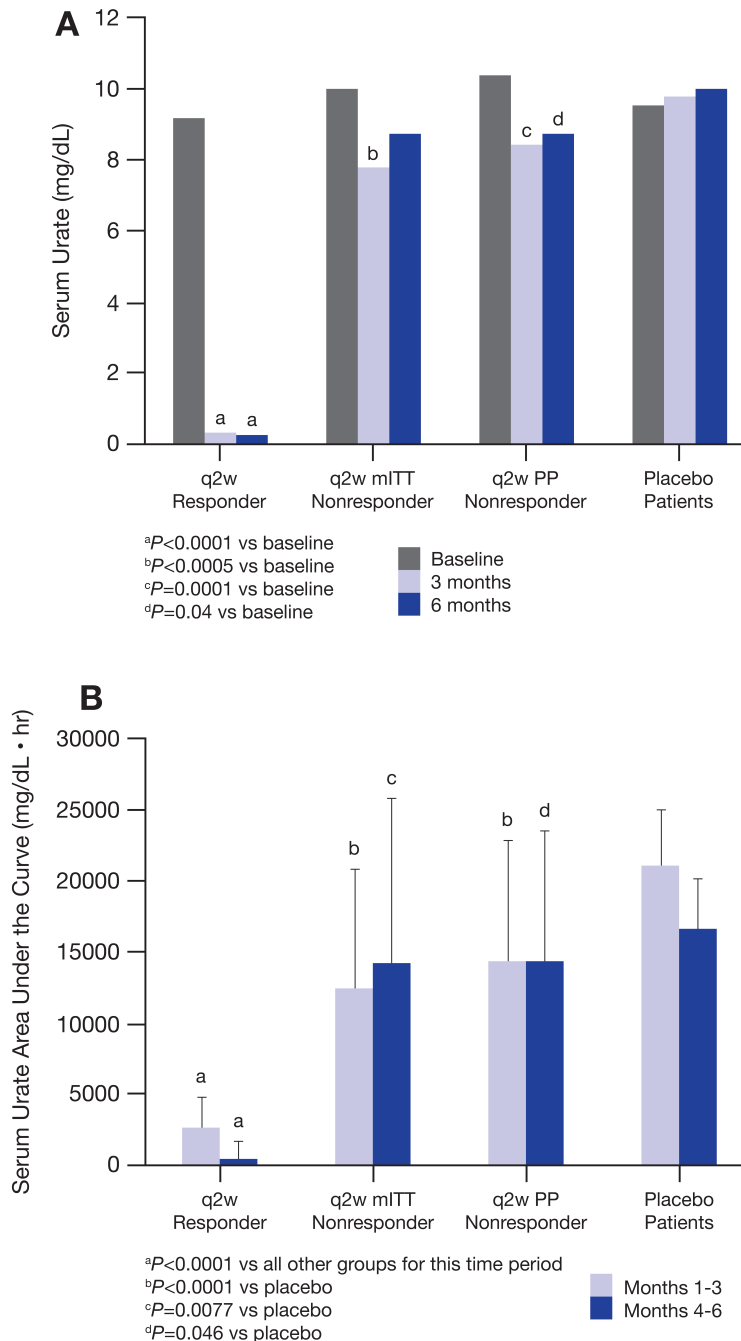 A
12
10
8
6
4
2
0
Serum Urate (mg/dL)
a
a
b
c
d
q2w
Responder
q2w mITT
Nonresponder
q2w PP
Nonresponder
Placebo
Patients
ᵃP<0.0001 vs baseline
ᵇP<0.0005 vs baseline
ᶜP=0.0001 vs baseline
ᵈP=0.04 vs baseline
Baseline
3 months
6 months
B
30000
25000
20000
15000
10000
5000
0
Serum Urate Area Under the Curve (mg/dL • hr)
a
a
b
c
b
d
q2w
Responder
q2w mITT
Nonresponder
q2w PP
Nonresponder
Placebo
Patients
ᵃP<0.0001 vs all other groups for this time period
ᵇP<0.0001 vs placebo
ᶜP=0.0077 vs placebo
ᵈP=0.046 vs placebo
Months 1-3
Months 4-6